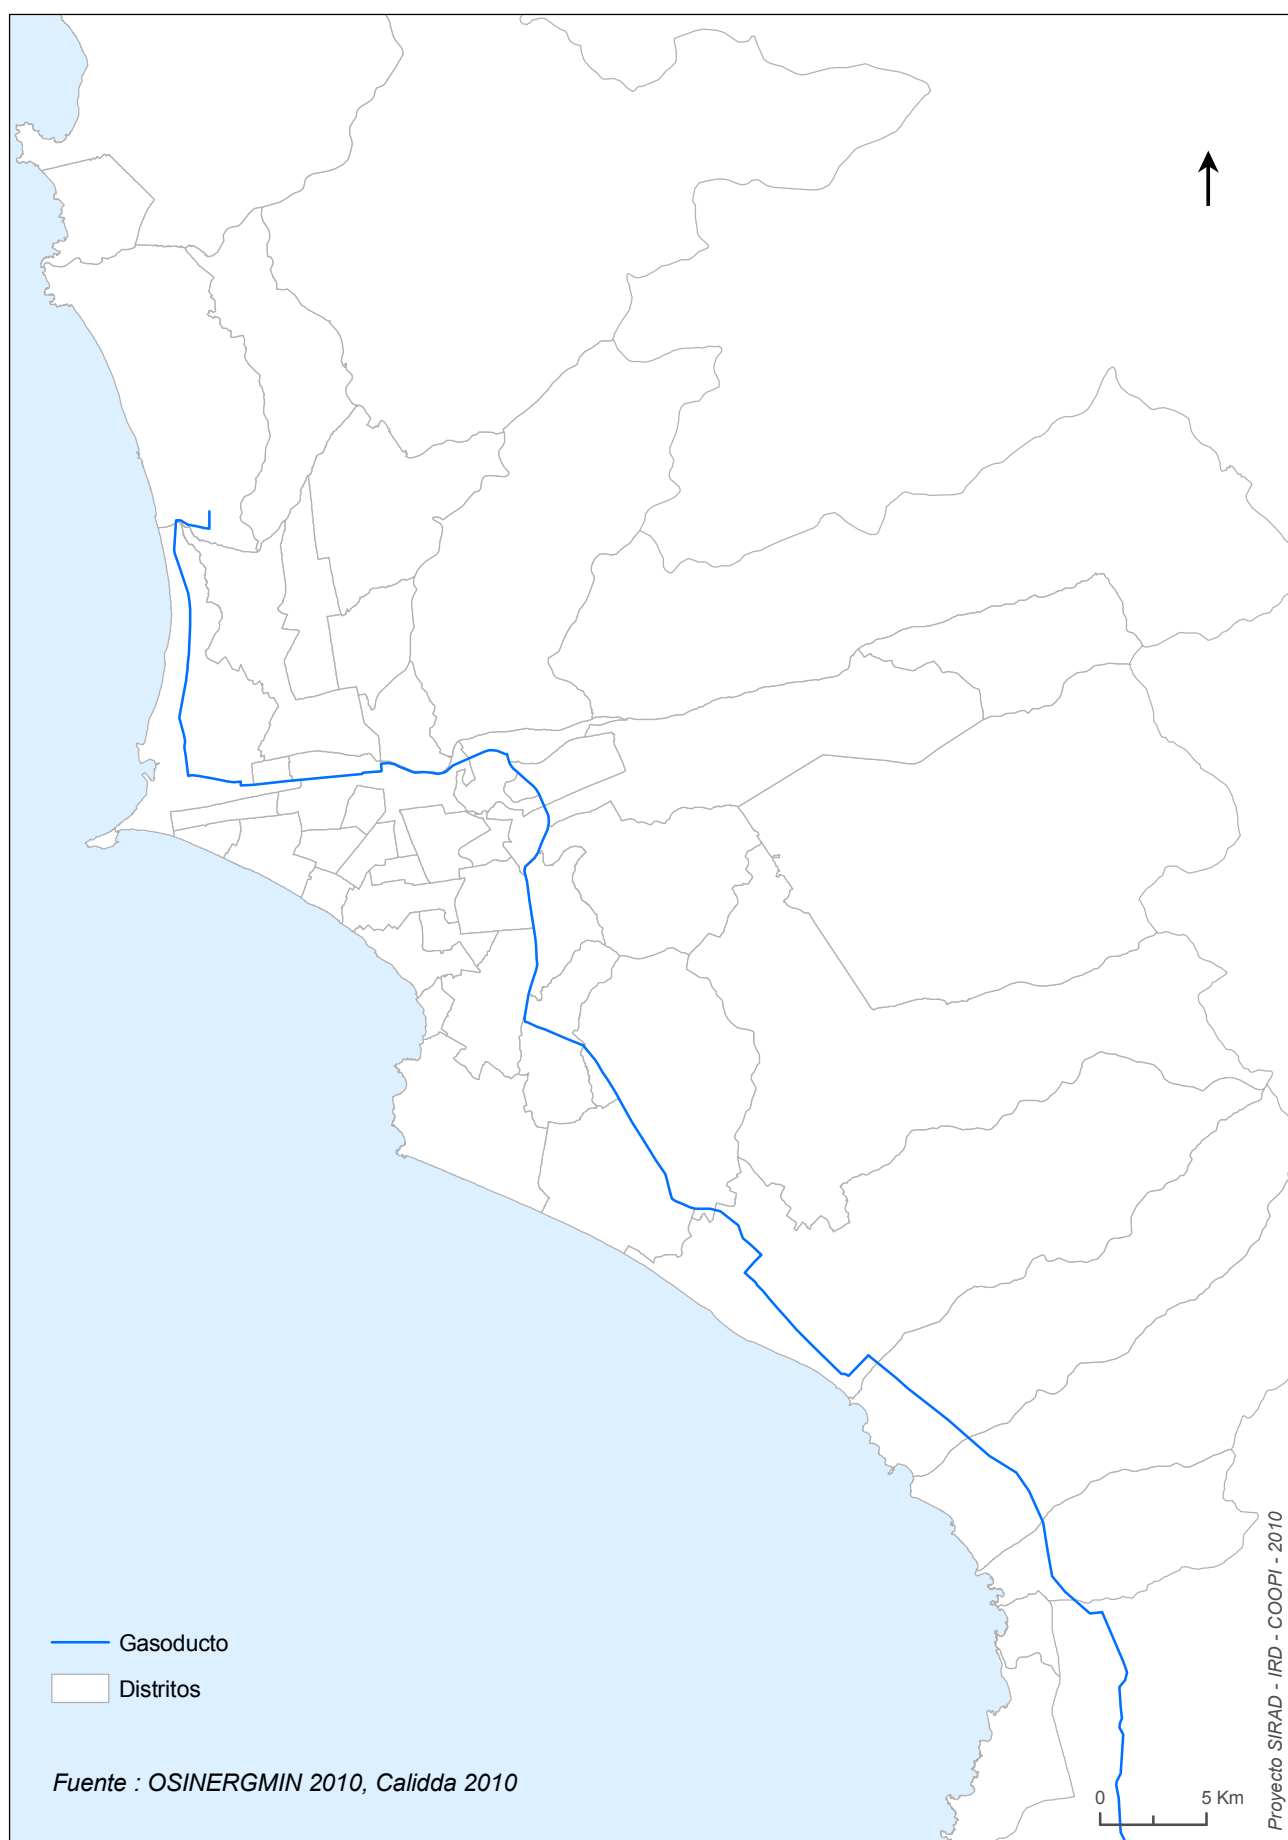 Gasoducto
Distritos
Fuente : OSINERGMIN 2010, Calidda 2010
0 5 Km
Proyecto SIRAD - IRD - COOPI - 2010